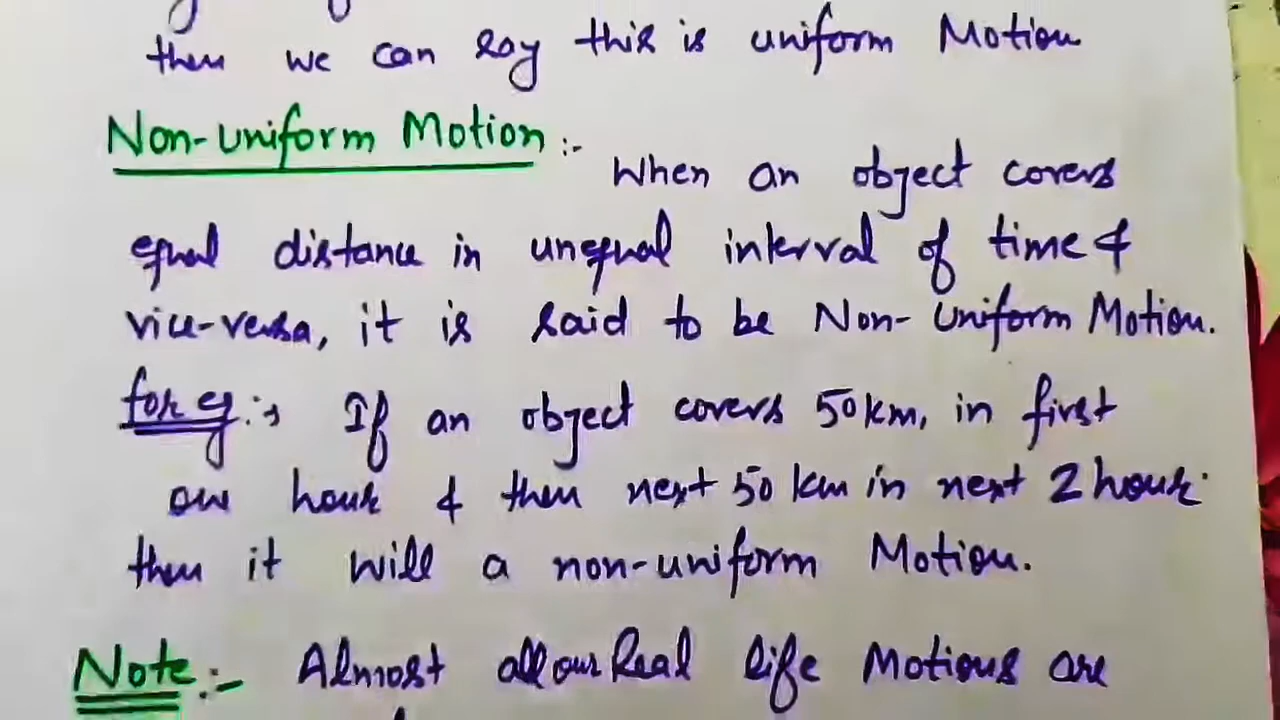 then we can say this is uniform Motion
Non-uniform Motion :- When an object covers
equal distance in unequal interval of time &
vice-versa, it is said to be Non-Uniform Motion.
for eg :→ If an object covers 50 km, in first
one hour & then next 50 km in next 2 hour.
then it will a non-uniform Motion.
Note :- Almost all our Real life Motions are